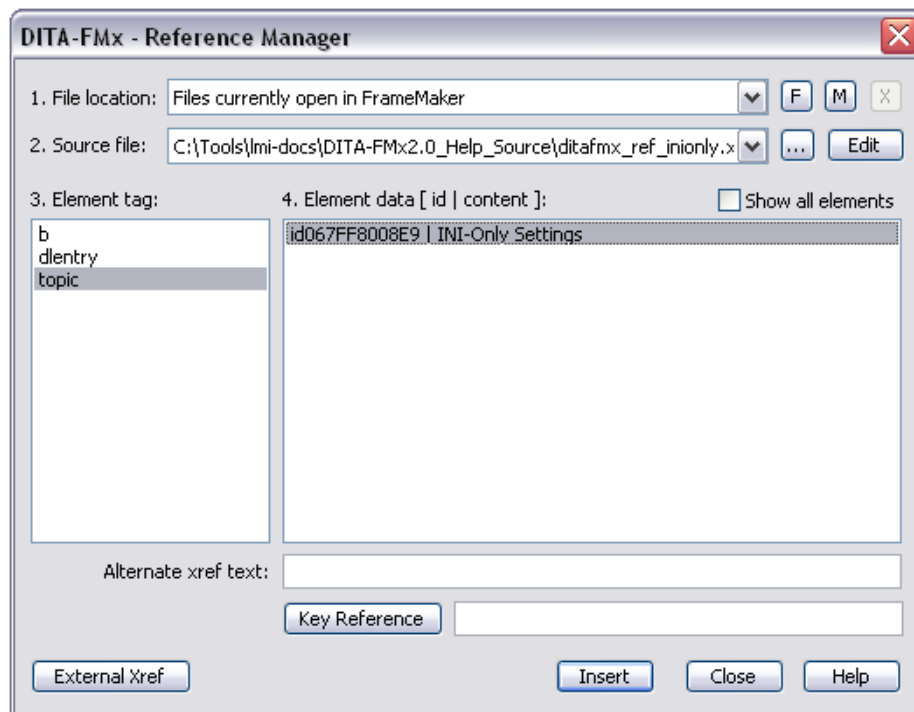 DITA-FMx - Reference Manager
1. File location: Files currently open in FrameMaker F M X
2. Source file: C:\Tools\lmi-docs\DITA-FMx2.0_Help_Source\ditafmx_ref_inionly.x ... Edit
3. Element tag: 4. Element data [ id | content ]: Show all elements
b
dlentry
topic
id067FF8008E9 | INI-Only Settings
Alternate xref text:
Key Reference
External Xref Insert Close Help